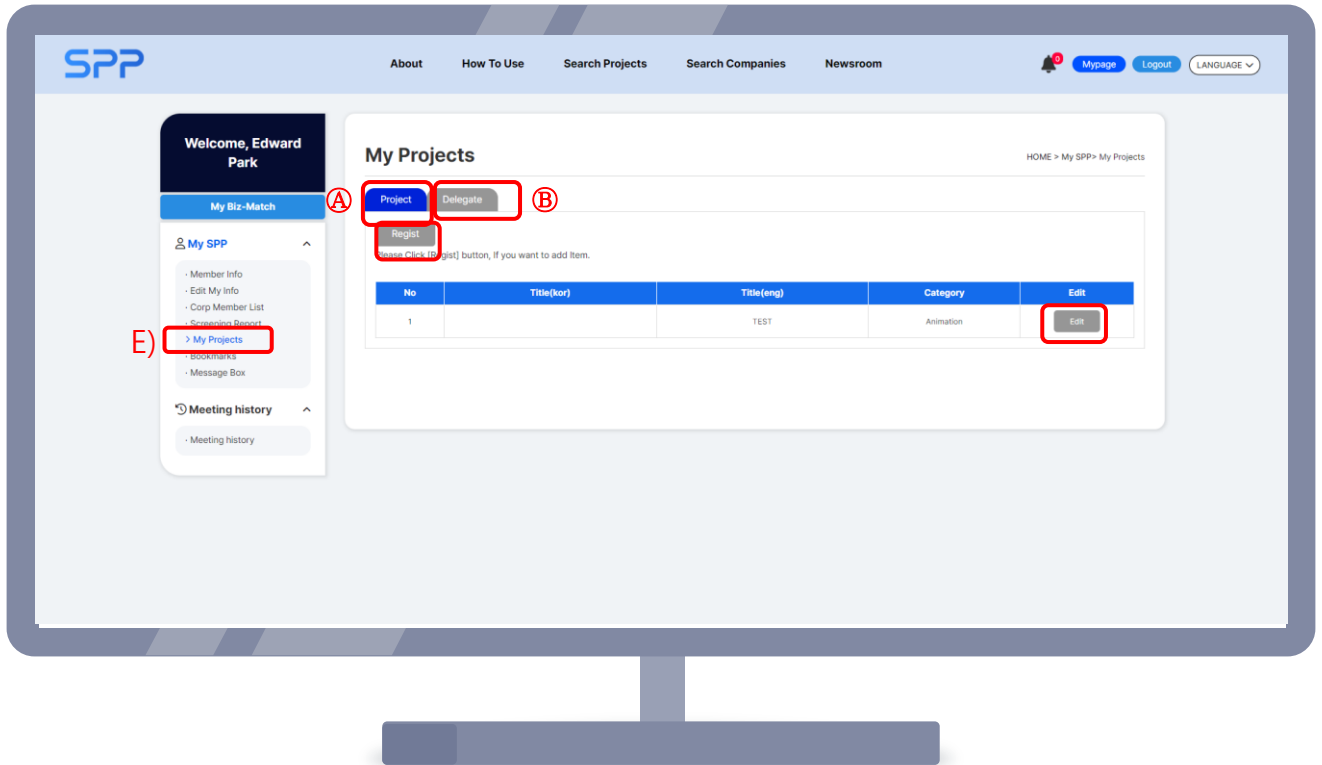 SPP
About How To Use Search Projects Search Companies Newsroom
0 Mypage Logout LANGUAGE
Welcome, Edward
Park
My Biz-Match
My SPP
· Member Info
· Edit My Info
· Corp Member List
· Screening Report
E) > My Projects
· Bookmarks
· Message Box
Meeting history
· Meeting history
My Projects
HOME > My SPP> My Projects
Ⓐ Project Delegate Ⓑ
Regist
Please Click [Regist] button, If you want to add Item.
No Title(kor) Title(eng) Category Edit
1 TEST Animation Edit